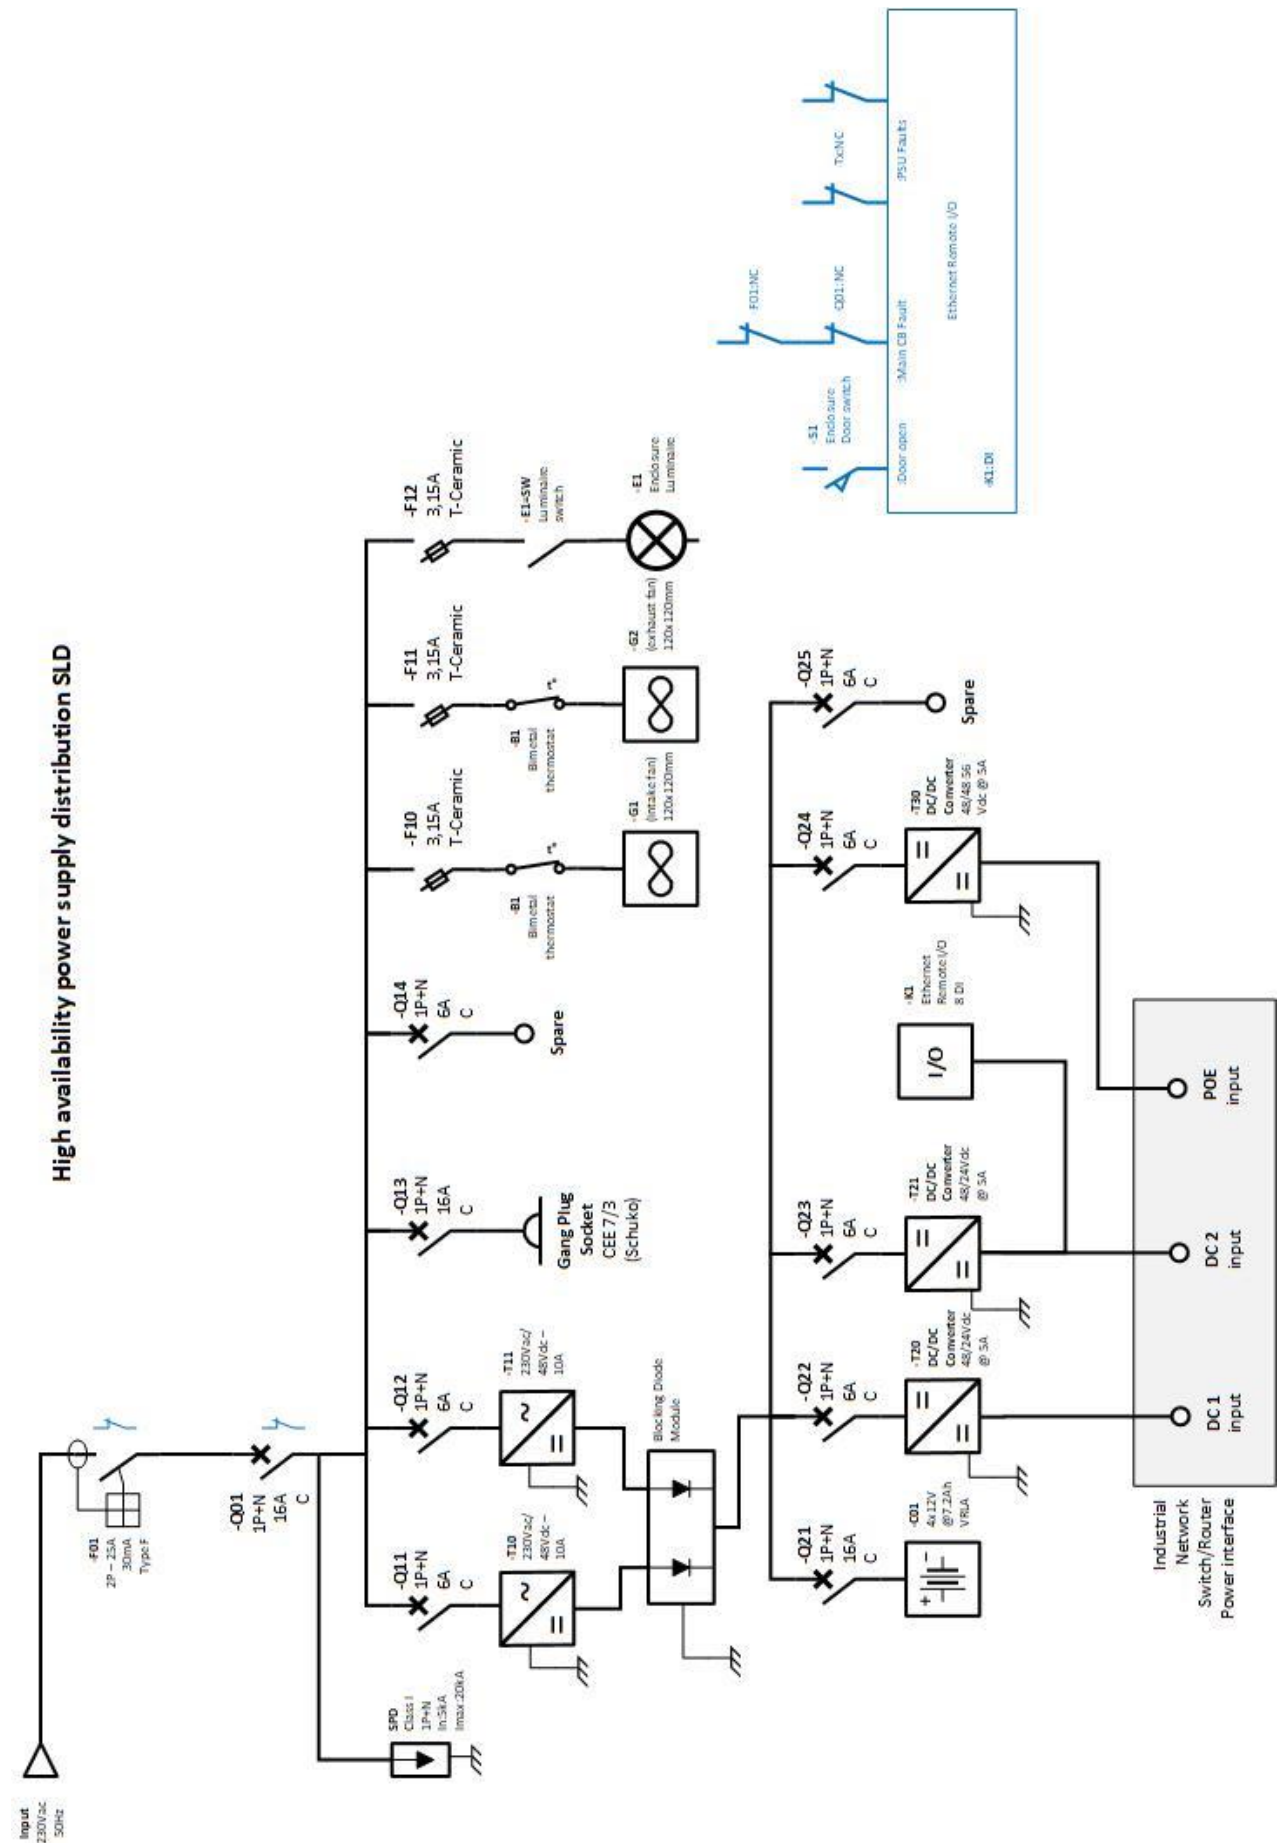 High availability power supply distribution SLD
Input
230Vac
50Hz
-F01
2P – 25A
30mA
Type:F
-Q01
1P+N
16A
C
SPD
Class I
1P+N
In:5kA
Imax:20kA
-Q11
1P+N
6A
C
-Q12
1P+N
6A
C
-Q13
1P+N
16A
C
-Q14
1P+N
6A
C
-F10
3,15A
T-Ceramic
-F11
3,15A
T-Ceramic
-F12
3,15A
T-Ceramic
-T10
230Vac/
48Vdc –
10A
-T11
230Vac/
48Vdc –
10A
Gang Plug
Socket
CEE 7/3
(Schuko)
Spare
-B1
Bimetal
thermostat
-B1
Bimetal
thermostat
-E1=SW
Luminaire
switch
-G1
(intake fan)
120x120mm
-G2
(exhaust fan)
120x120mm
-E1
Enclosure
Luminaire
Blocking Diode
Module
-Q21
1P+N
16A
C
-Q22
1P+N
6A
C
-Q23
1P+N
6A
C
-Q24
1P+N
6A
C
-Q25
1P+N
6A
C
-C01
4x12V
@7.2Ah
VRLA
-T20
DC/DC
Converter
48/24Vdc
@ 5A
-T21
DC/DC
Converter
48/24Vdc
@ 5A
I/O
-K1
Ethernet
Remote I/O
8 DI
-T30
DC/DC
Converter
48/48 56
Vdc @ 5A
Spare
Industrial
Network
Switch/Router
Power interface
DC 1
input
DC 2
input
POE
input
-S1
Enclosure
Door switch
-F01:NC
-Q01:NC
-Tx:NC
:Door open
:Main CB Fault
:PSU Faults
Ethernet Remote I/O
-K1:DI